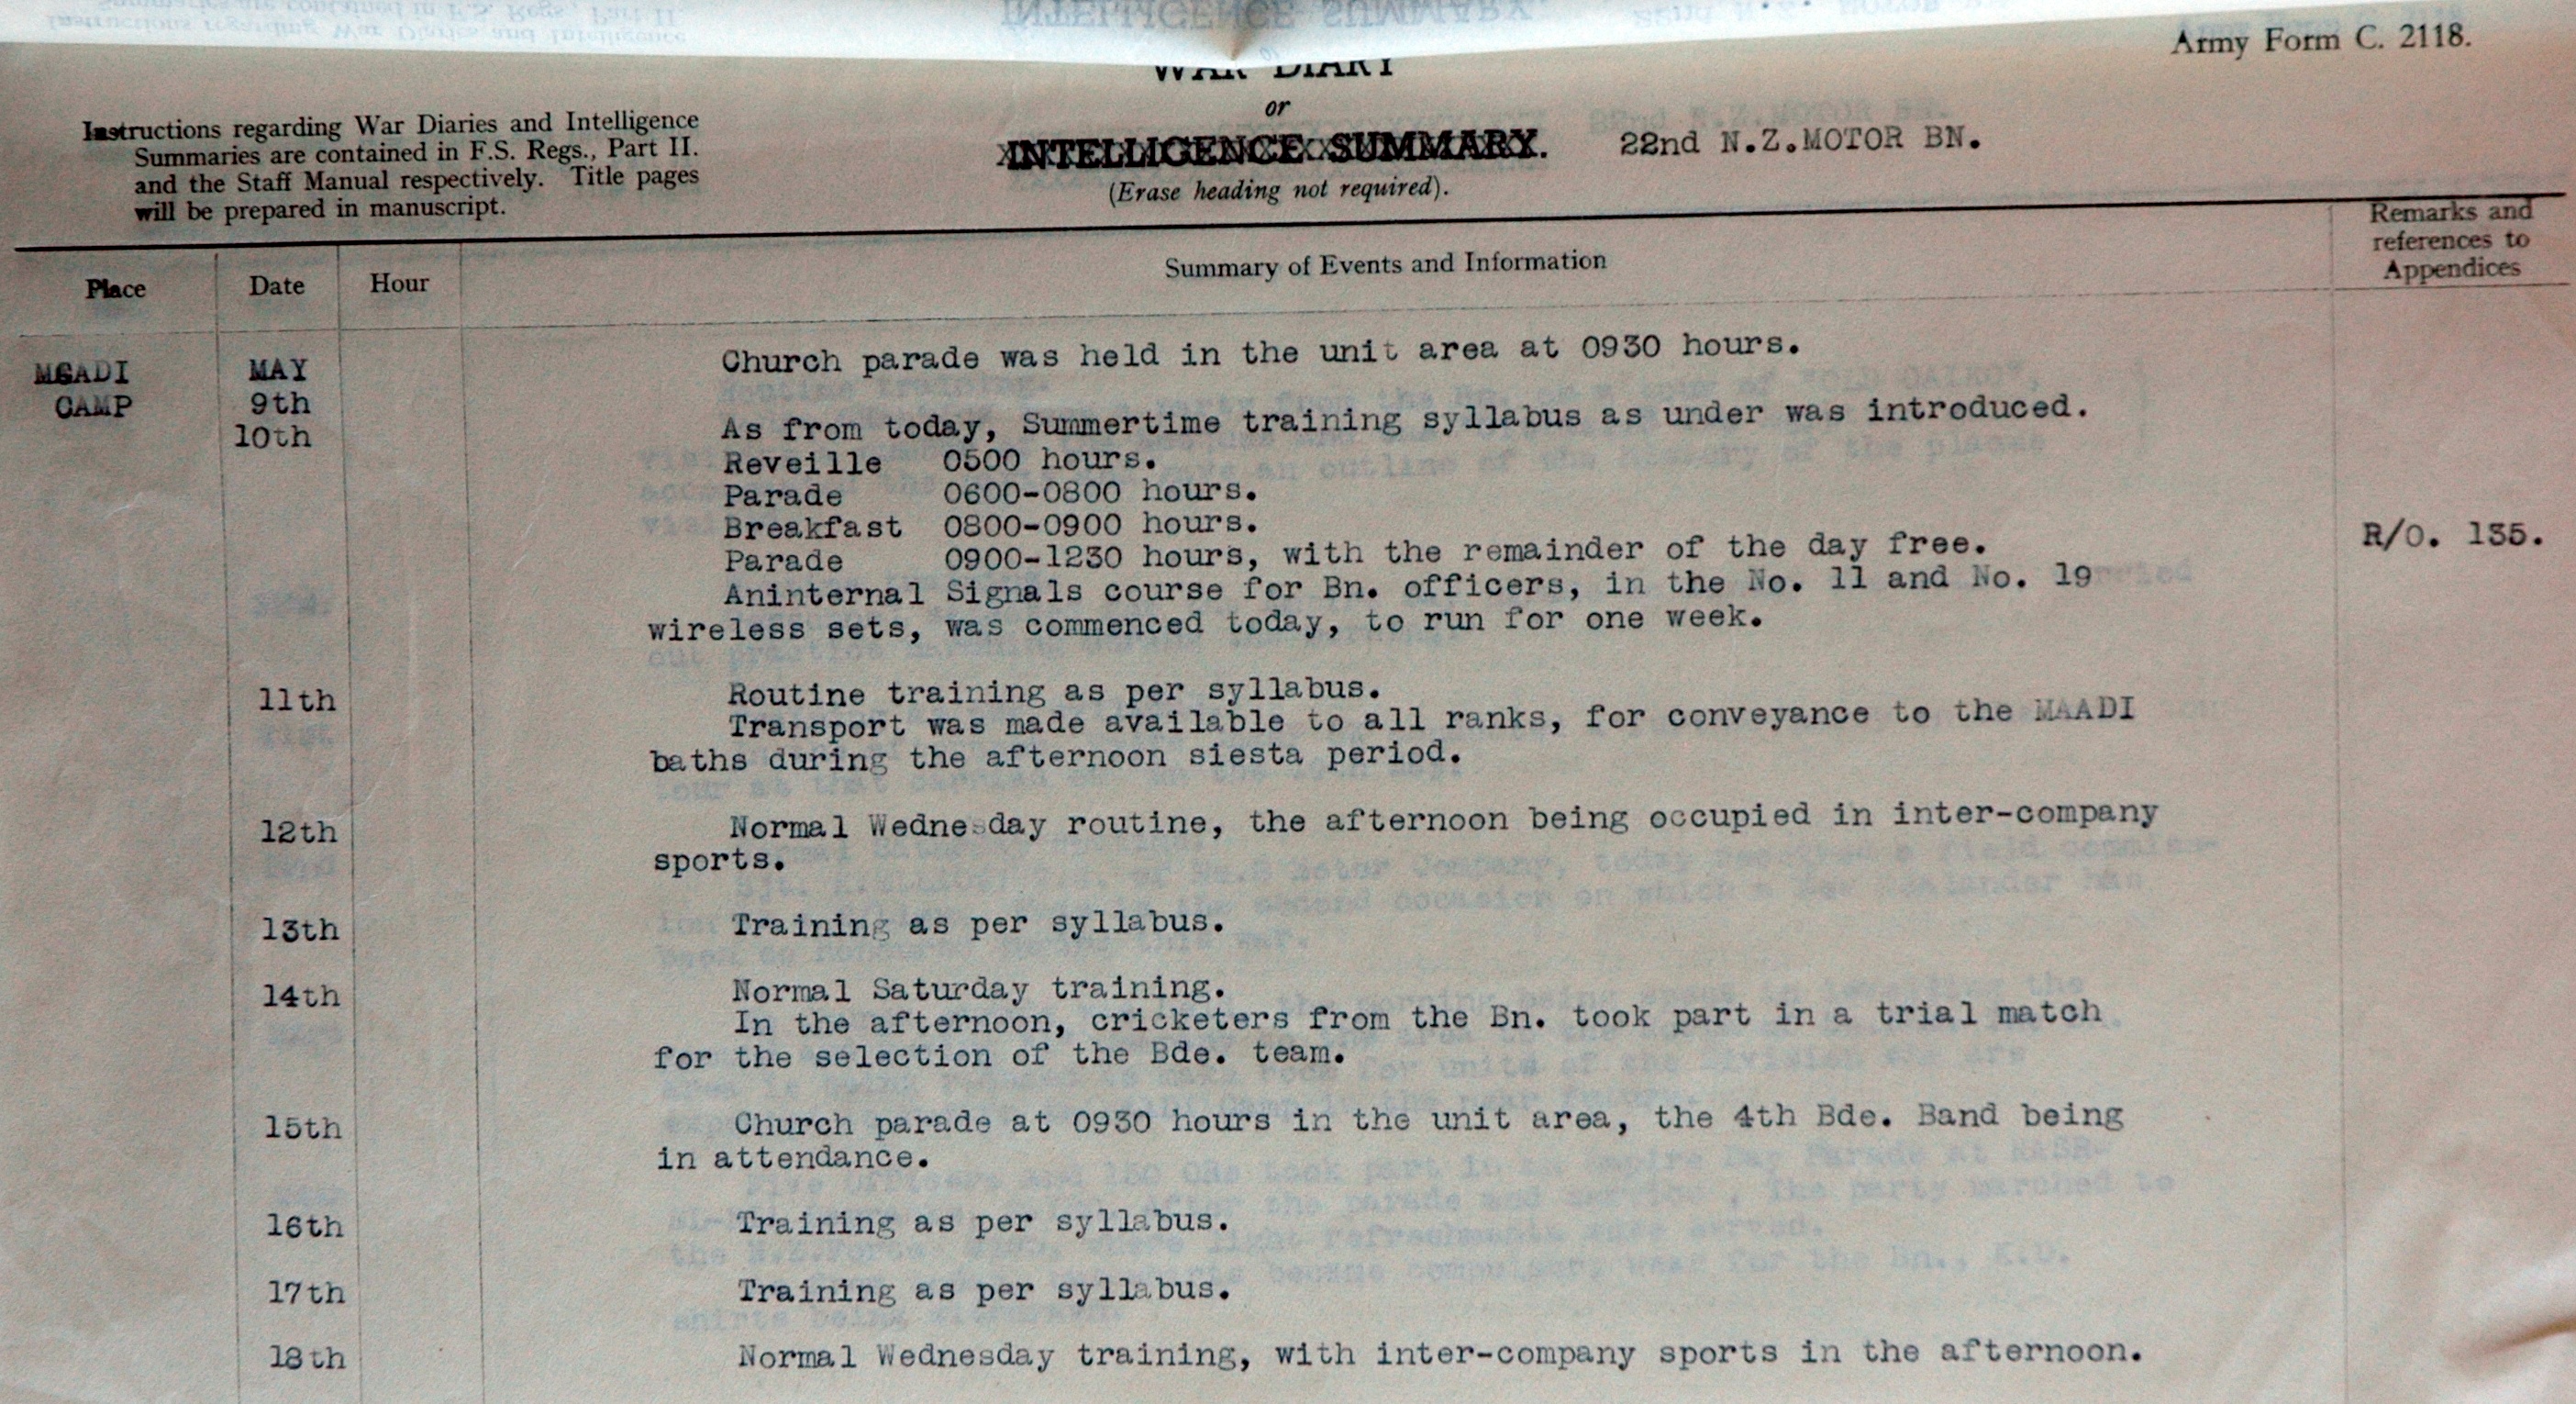 Army Form C. 2118.
WAR DIARY
or
INTELLIGENCE SUMMARY.
(Erase heading not required).
22nd N.Z.MOTOR BN.
Instructions regarding War Diaries and Intelligence
Summaries are contained in F.S. Regs., Part II.
and the Staff Manual respectively. Title pages
will be prepared in manuscript.
Place Date Hour Summary of Events and Information Remarks and
references to
Appendices
MAADI MAY Church parade was held in the unit area at 0930 hours.
CAMP 9th
10th As from today, Summertime training syllabus as under was introduced.
Reveille 0500 hours.
Parade 0600-0800 hours.
Breakfast 0800-0900 hours.
Parade 0900-1230 hours, with the remainder of the day free. R/O. 135.
Aninternal Signals course for Bn. officers, in the No. 11 and No. 19
wireless sets, was commenced today, to run for one week.
11th Routine training as per syllabus.
Transport was made available to all ranks, for conveyance to the MAADI
baths during the afternoon siesta period.
12th Normal Wednesday routine, the afternoon being occupied in inter-company
sports.
13th Training as per syllabus.
14th Normal Saturday training.
In the afternoon, cricketers from the Bn. took part in a trial match
for the selection of the Bde. team.
15th Church parade at 0930 hours in the unit area, the 4th Bde. Band being
in attendance.
16th Training as per syllabus.
17th Training as per syllabus.
18th Normal Wednesday training, with inter-company sports in the afternoon.